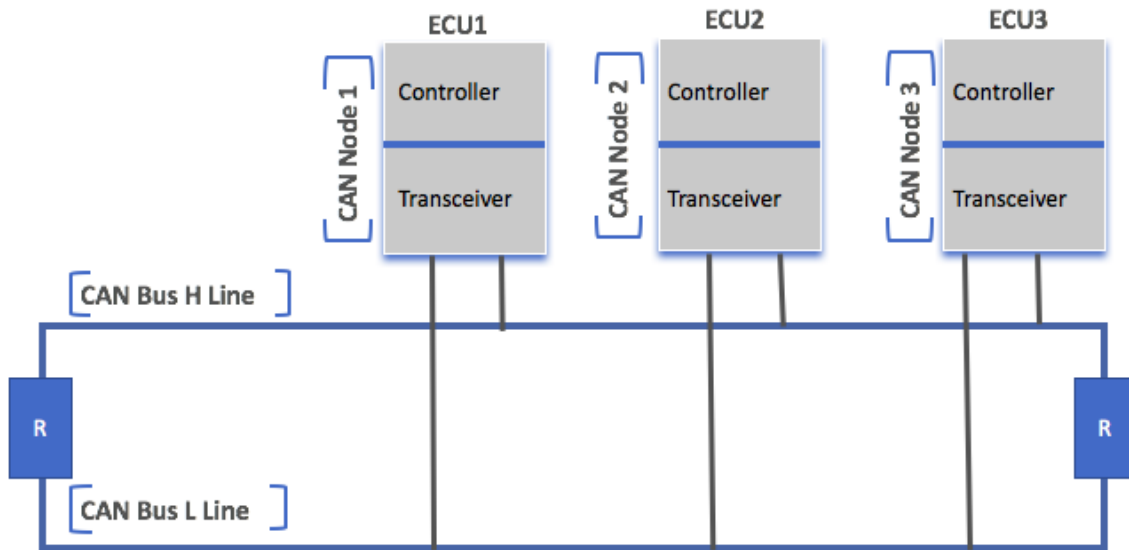 ECU1
ECU2
ECU3
CAN Node 1
Controller
Transceiver
CAN Node 2
Controller
Transceiver
CAN Node 3
Controller
Transceiver
CAN Bus H Line
R
R
CAN Bus L Line